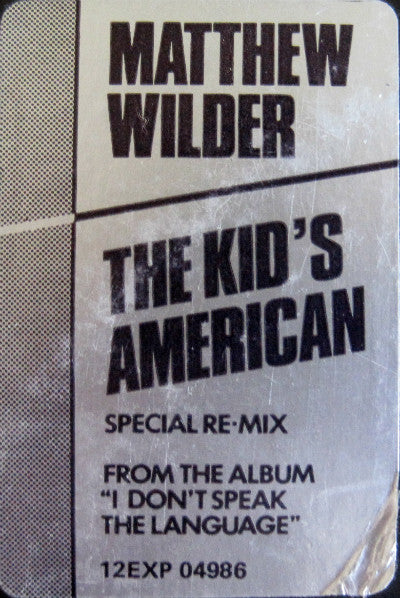 MATTHEW
WILDER
THE KID'S
AMERICAN
SPECIAL RE-MIX
FROM THE ALBUM
"I DON'T SPEAK
THE LANGUAGE"
12EXP 04986